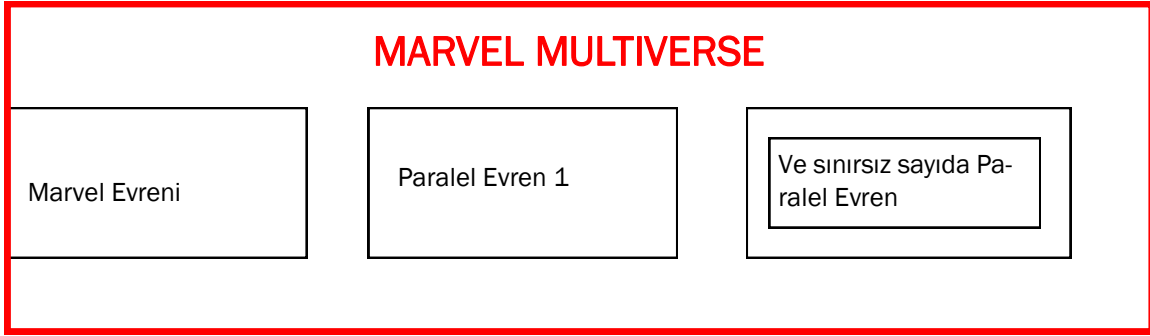 MARVEL MULTIVERSE
Marvel Evreni
Paralel Evren 1
Ve sınırsız sayıda Pa-
ralel Evren